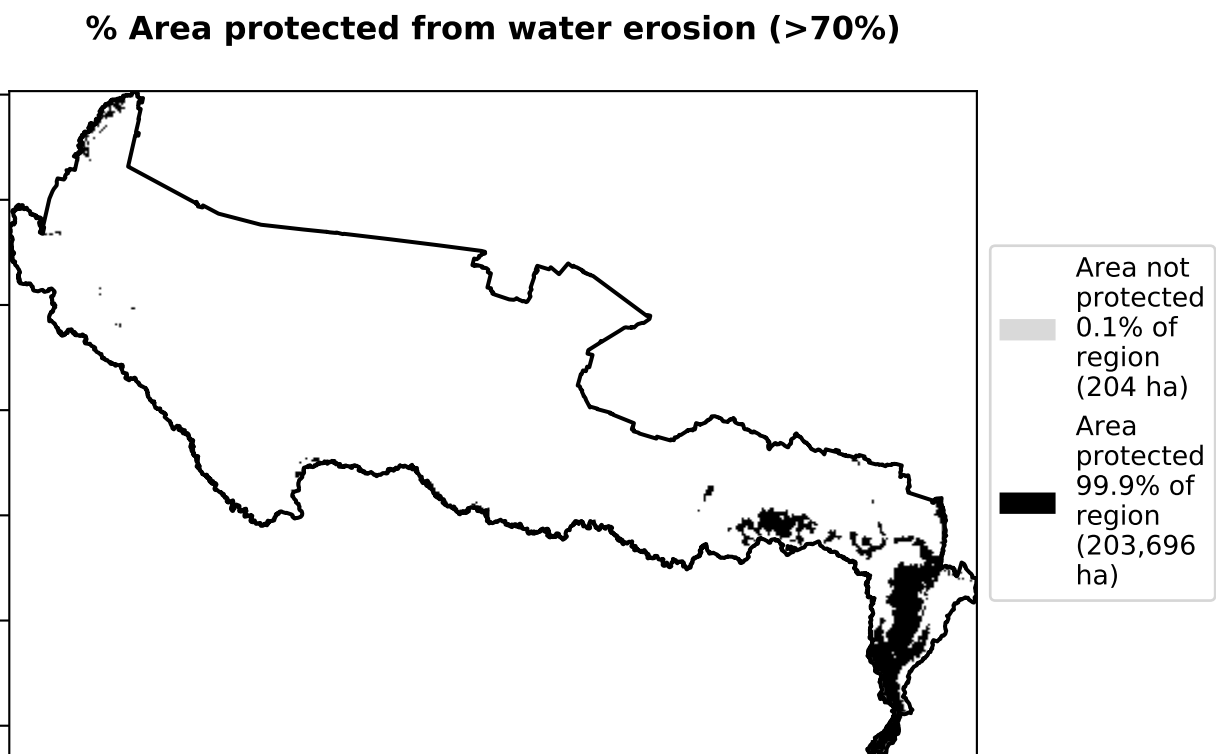 % Area protected from water erosion (>70%)
Area not
protected
0.1% of
region
(204 ha)
Area
protected
99.9% of
region
(203,696
ha)